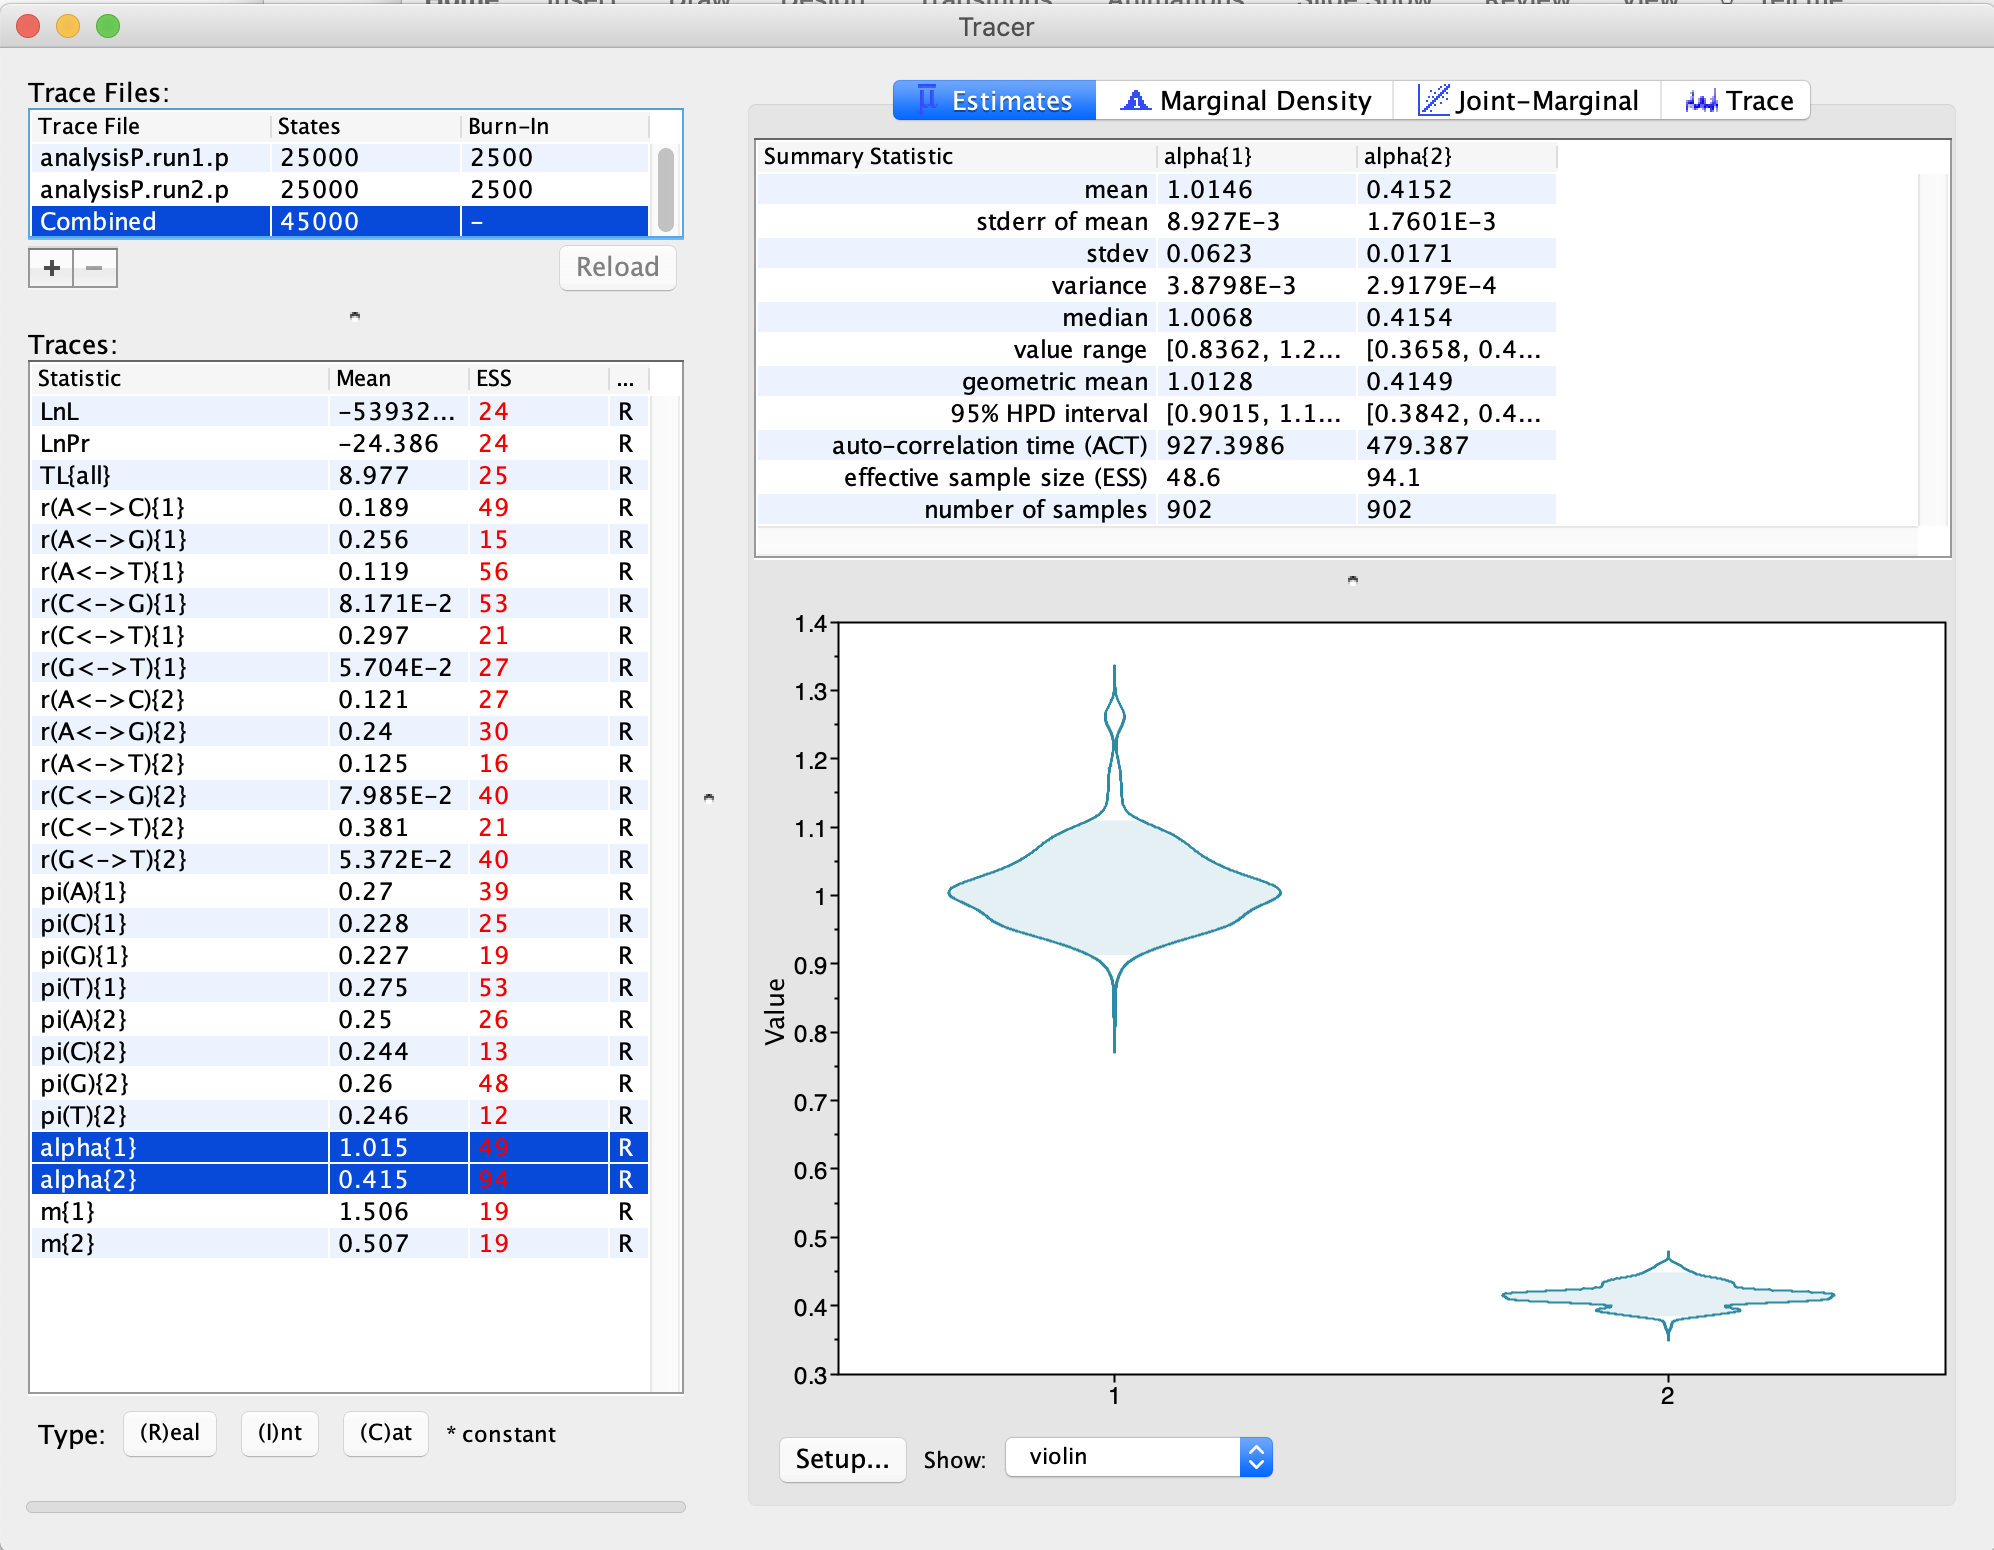 Tracer
Trace Files:
Trace File States Burn-In
analysisP.run1.p 25000 2500
analysisP.run2.p 25000 2500
Combined 45000 -
+ −
Reload
Traces:
Statistic Mean ESS ...
LnL -53932... 24 R
LnPr -24.386 24 R
TL{all} 8.977 25 R
r(A<->C){1} 0.189 49 R
r(A<->G){1} 0.256 15 R
r(A<->T){1} 0.119 56 R
r(C<->G){1} 8.171E-2 53 R
r(C<->T){1} 0.297 21 R
r(G<->T){1} 5.704E-2 27 R
r(A<->C){2} 0.121 27 R
r(A<->G){2} 0.24 30 R
r(A<->T){2} 0.125 16 R
r(C<->G){2} 7.985E-2 40 R
r(C<->T){2} 0.381 21 R
r(G<->T){2} 5.372E-2 40 R
pi(A){1} 0.27 39 R
pi(C){1} 0.228 25 R
pi(G){1} 0.227 19 R
pi(T){1} 0.275 53 R
pi(A){2} 0.25 26 R
pi(C){2} 0.244 13 R
pi(G){2} 0.26 48 R
pi(T){2} 0.246 12 R
alpha{1} 1.015 49 R
alpha{2} 0.415 94 R
m{1} 1.506 19 R
m{2} 0.507 19 R
Type: (R)eal (I)nt (C)at * constant
Estimates Marginal Density Joint-Marginal Trace
Summary Statistic alpha{1} alpha{2}
mean 1.0146 0.4152
stderr of mean 8.927E-3 1.7601E-3
stdev 0.0623 0.0171
variance 3.8798E-3 2.9179E-4
median 1.0068 0.4154
value range [0.8362, 1.2... [0.3658, 0.4...
geometric mean 1.0128 0.4149
95% HPD interval [0.9015, 1.1... [0.3842, 0.4...
auto-correlation time (ACT) 927.3986 479.387
effective sample size (ESS) 48.6 94.1
number of samples 902 902
1.4
1.3
1.2
1.1
1
0.9
0.8
0.7
0.6
0.5
0.4
0.3
Value
1 2
Setup... Show: violin